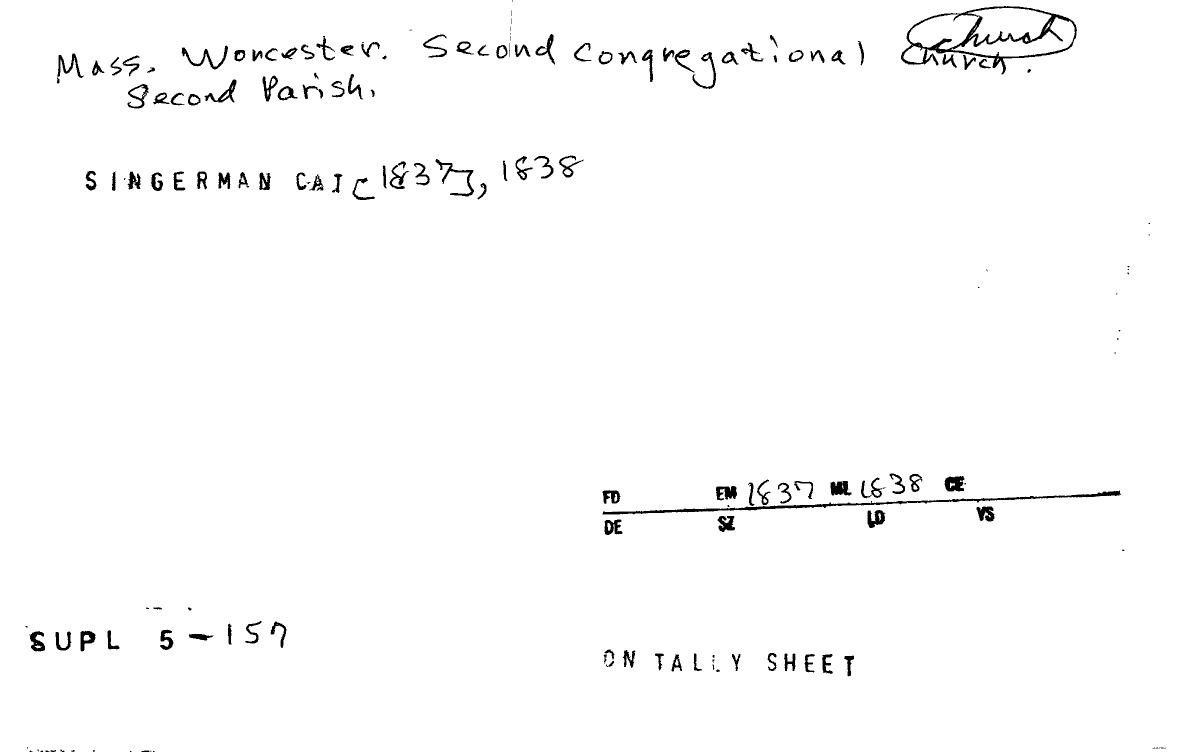 Mass. Worcester. Second Congregational Church.
Church
Second Parish.
SINGERMAN CAT [1837], 1838
FD EM 1837 ML 1838 CE
DE SZ LD YS
SUPL 5-157
ON TALLY SHEET